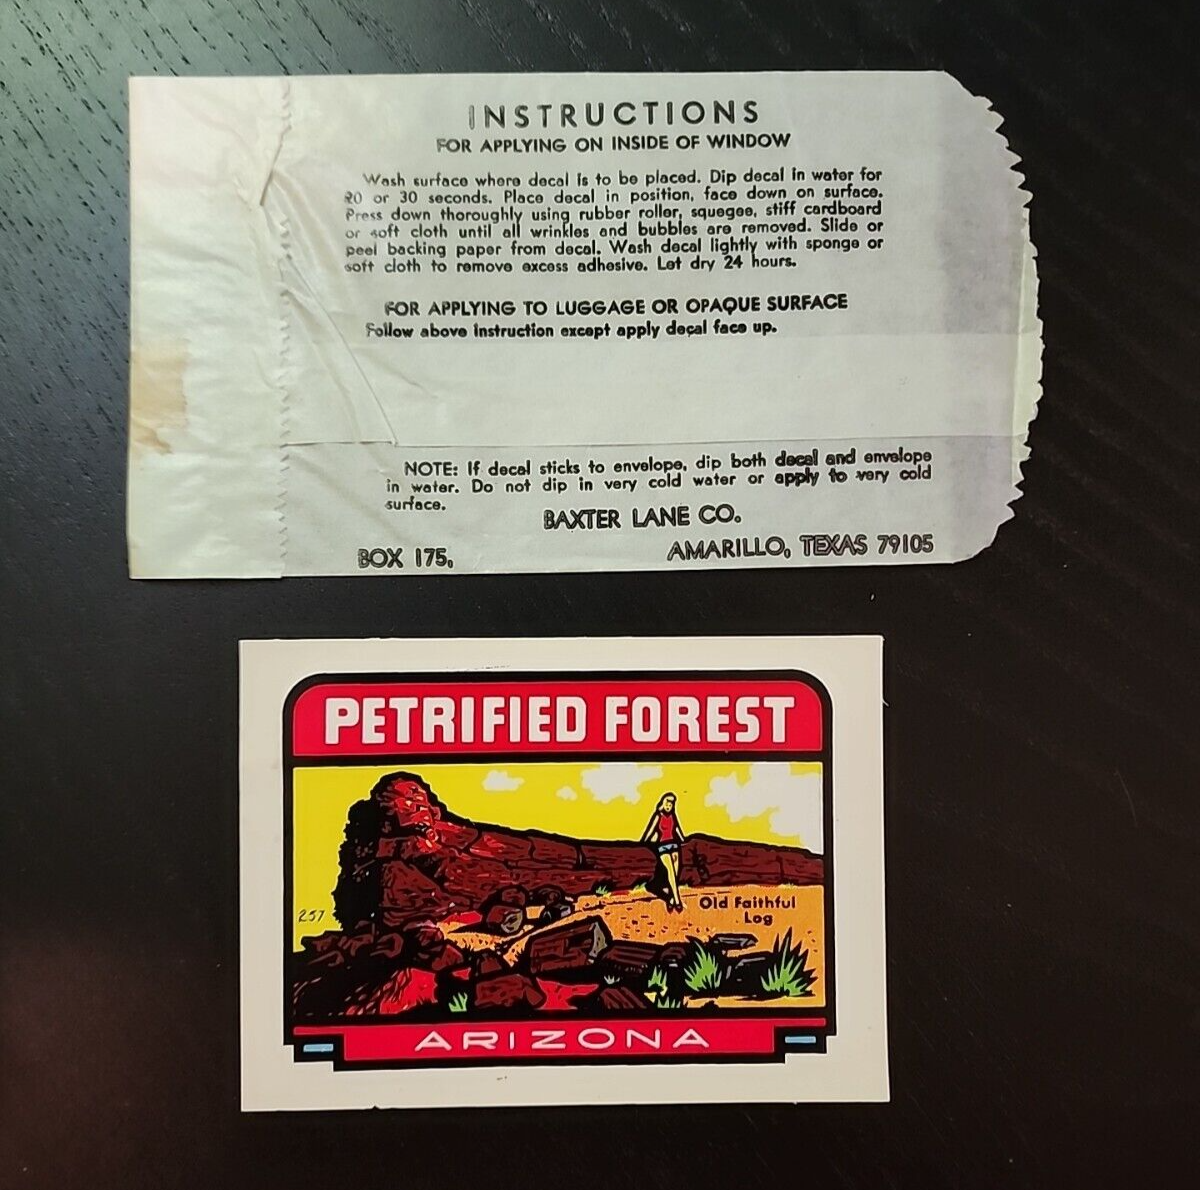 INSTRUCTIONS
FOR APPLYING ON INSIDE OF WINDOW
Wash surface where decal is to be placed. Dip decal in water for
20 or 30 seconds. Place decal in position, face down on surface.
Press down thoroughly using rubber roller, squegee, stiff cardboard
or soft cloth until all wrinkles and bubbles are removed. Slide or
peel backing paper from decal. Wash decal lightly with sponge or
soft cloth to remove excess adhesive. Let dry 24 hours.
FOR APPLYING TO LUGGAGE OR OPAQUE SURFACE
Follow above instruction except apply decal face up.
NOTE: If decal sticks to envelope, dip both decal and envelope
in water. Do not dip in very cold water or apply to very cold
surface.
BAXTER LANE CO.
BOX 175, AMARILLO, TEXAS 79105
PETRIFIED FOREST
Old Faithful
Log
257
ARIZONA